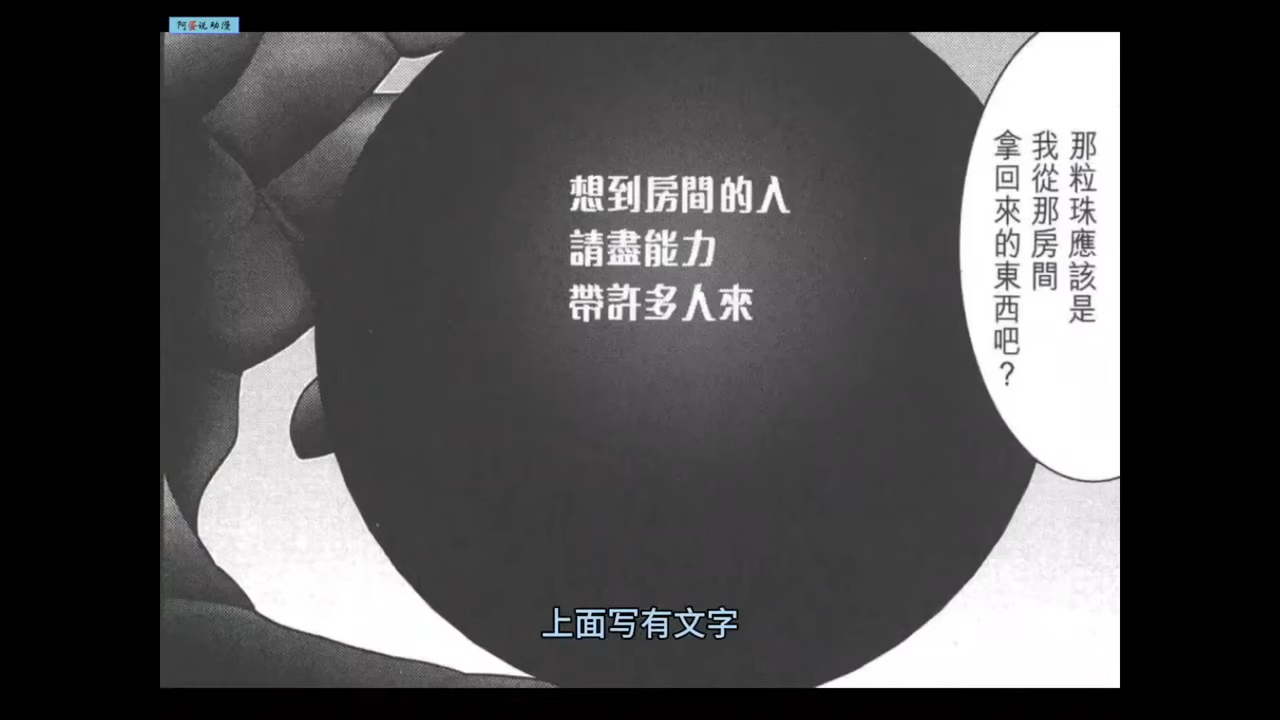 阿蛋说动漫
那粒珠應該是
我從那房間
拿回來的東西吧？
想到房間的人
請盡能力
帶許多人來
上面写有文字